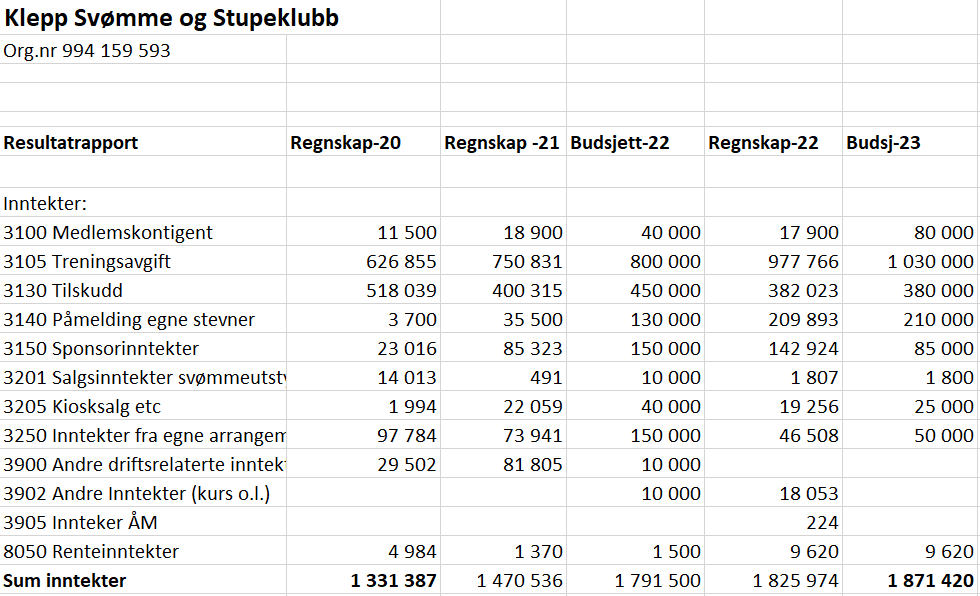 Klepp Svømme og Stupeklubb
Org.nr 994 159 593
Resultatrapport Regnskap-20 Regnskap -21 Budsjett-22 Regnskap-22 Budsj-23
Inntekter:
3100 Medlemskontigent 11 500 18 900 40 000 17 900 80 000
3105 Treningsavgift 626 855 750 831 800 000 977 766 1 030 000
3130 Tilskudd 518 039 400 315 450 000 382 023 380 000
3140 Påmelding egne stevner 3 700 35 500 130 000 209 893 210 000
3150 Sponsorinntekter 23 016 85 323 150 000 142 924 85 000
3201 Salgsinntekter svømmeutsty 14 013 491 10 000 1 807 1 800
3205 Kiosksalg etc 1 994 22 059 40 000 19 256 25 000
3250 Inntekter fra egne arrangem 97 784 73 941 150 000 46 508 50 000
3900 Andre driftsrelaterte inntekt 29 502 81 805 10 000
3902 Andre Inntekter (kurs o.l.) 10 000 18 053
3905 Innteker ÅM 224
8050 Renteinntekter 4 984 1 370 1 500 9 620 9 620
Sum inntekter 1 331 387 1 470 536 1 791 500 1 825 974 1 871 420